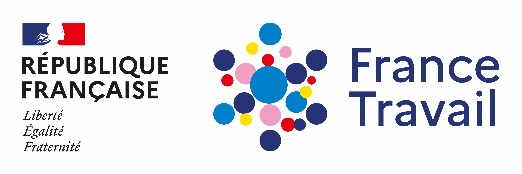 RÉPUBLIQUE
FRANÇAISE
Liberté
Égalité
Fraternité
France
Travail